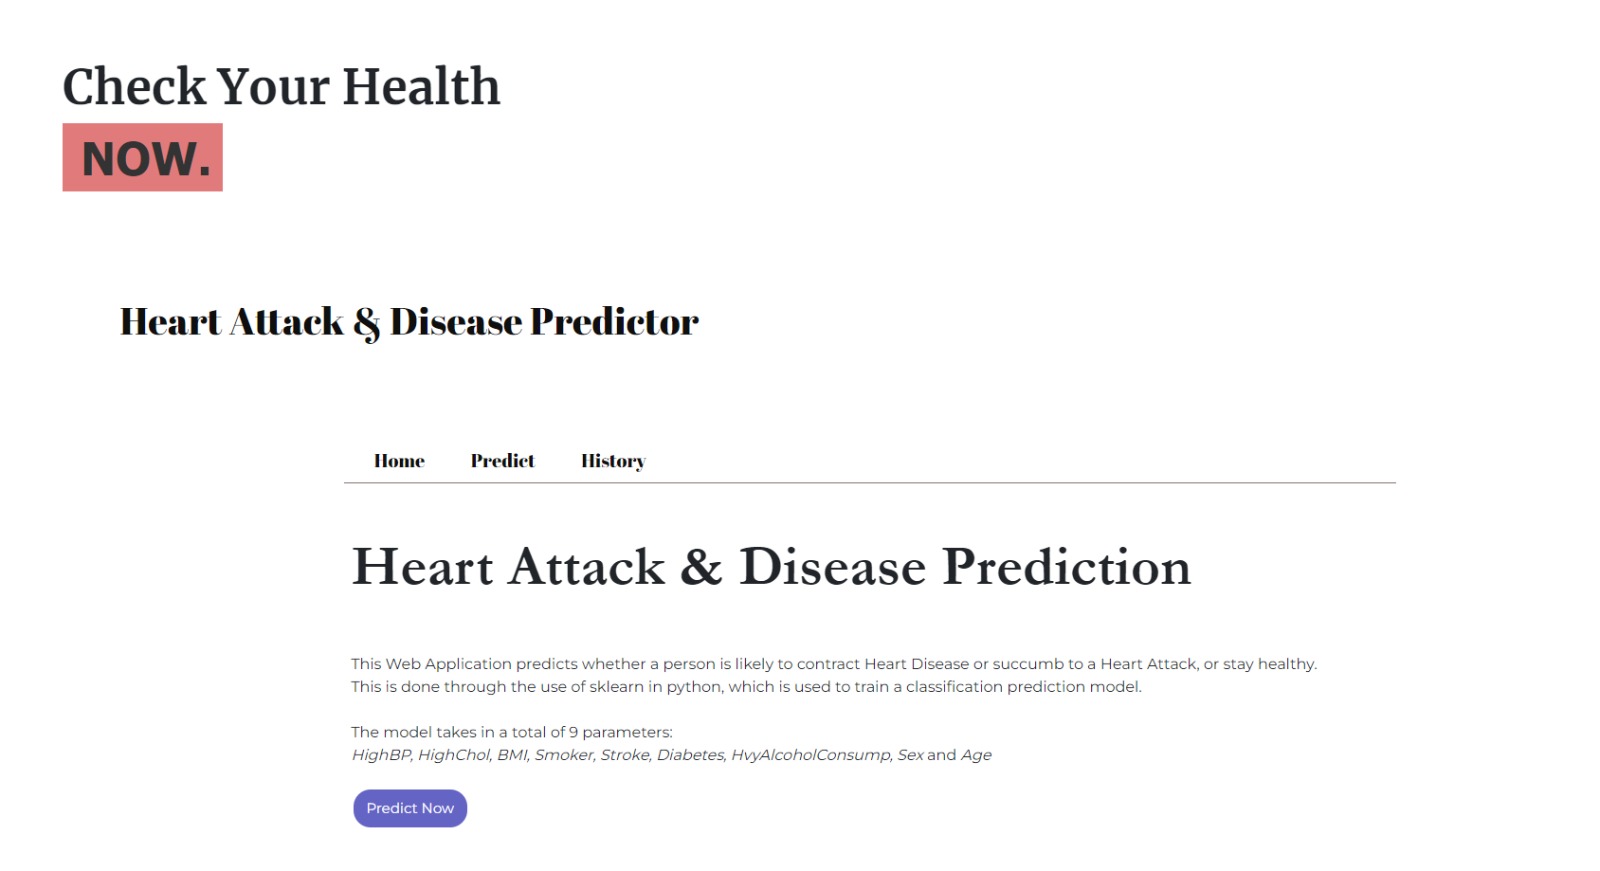 Check Your Health
NOW.
Heart Attack & Disease Predictor
Home Predict History
Heart Attack & Disease Prediction
This Web Application predicts whether a person is likely to contract Heart Disease or succumb to a Heart Attack, or stay healthy.
This is done through the use of sklearn in python, which is used to train a classification prediction model.
The model takes in a total of 9 parameters:
HighBP, HighChol, BMI, Smoker, Stroke, Diabetes, HvyAlcoholConsump, Sex and Age
Predict Now